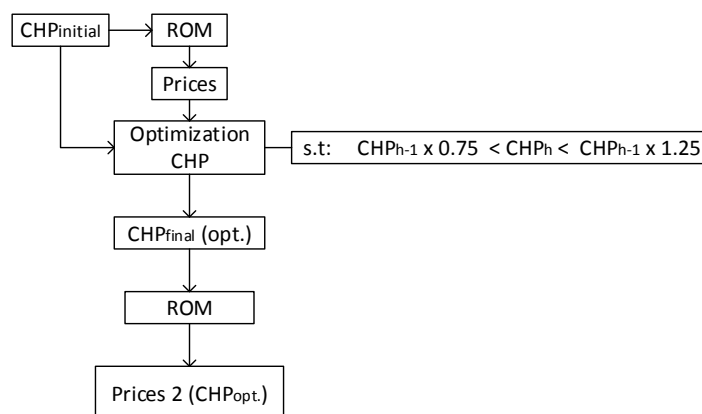 CHPinitial
ROM
Prices
Optimization
CHP
s.t: CHPh-1 x 0.75 < CHPh < CHPh-1 x 1.25
CHPfinal (opt.)
ROM
Prices 2 (CHPopt.)